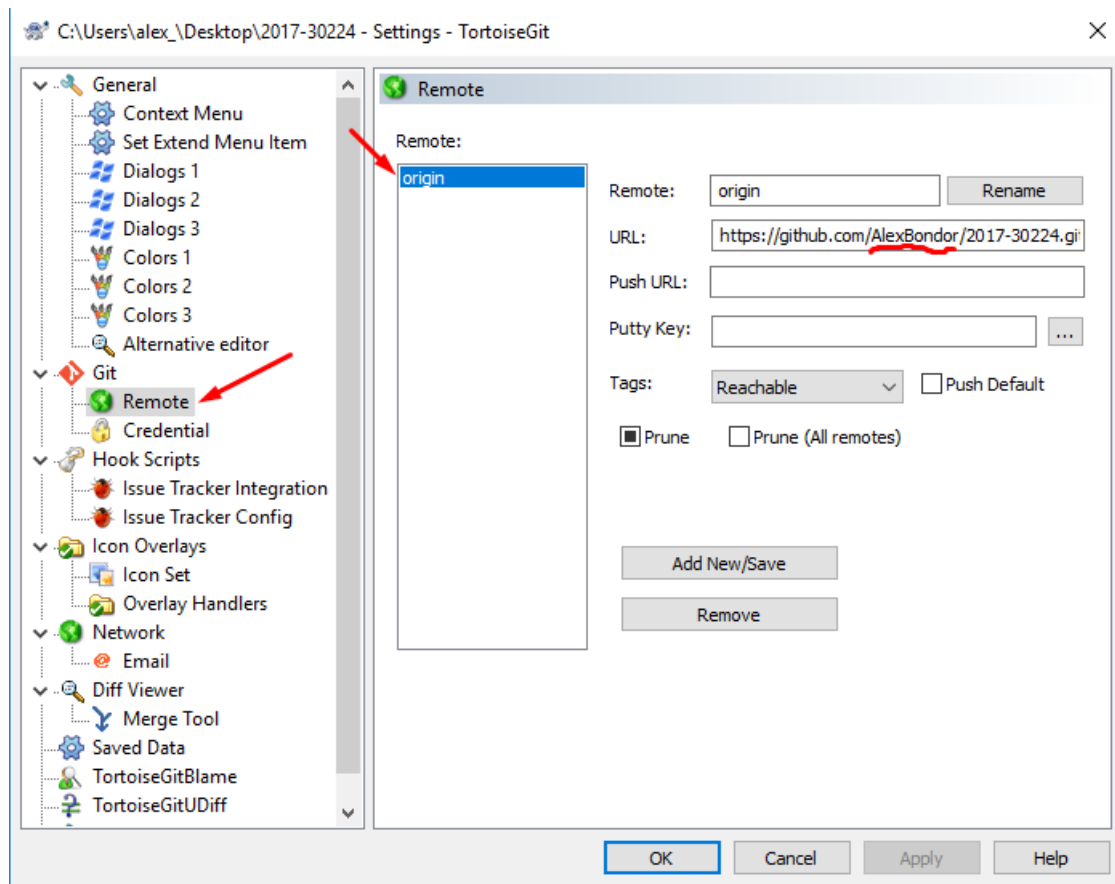 C:\Users\alex_\Desktop\2017-30224 - Settings - TortoiseGit
General
Context Menu
Set Extend Menu Item
Dialogs 1
Dialogs 2
Dialogs 3
Colors 1
Colors 2
Colors 3
Alternative editor
Git
Remote
Credential
Hook Scripts
Issue Tracker Integration
Issue Tracker Config
Icon Overlays
Icon Set
Overlay Handlers
Network
Email
Diff Viewer
Merge Tool
Saved Data
TortoiseGitBlame
TortoiseGitUDiff
Remote
Remote:
origin
Remote: origin Rename
URL: https://github.com/AlexBondor/2017-30224.gi
Push URL:
Putty Key: ...
Tags: Reachable Push Default
Prune Prune (All remotes)
Add New/Save
Remove
OK Cancel Apply Help